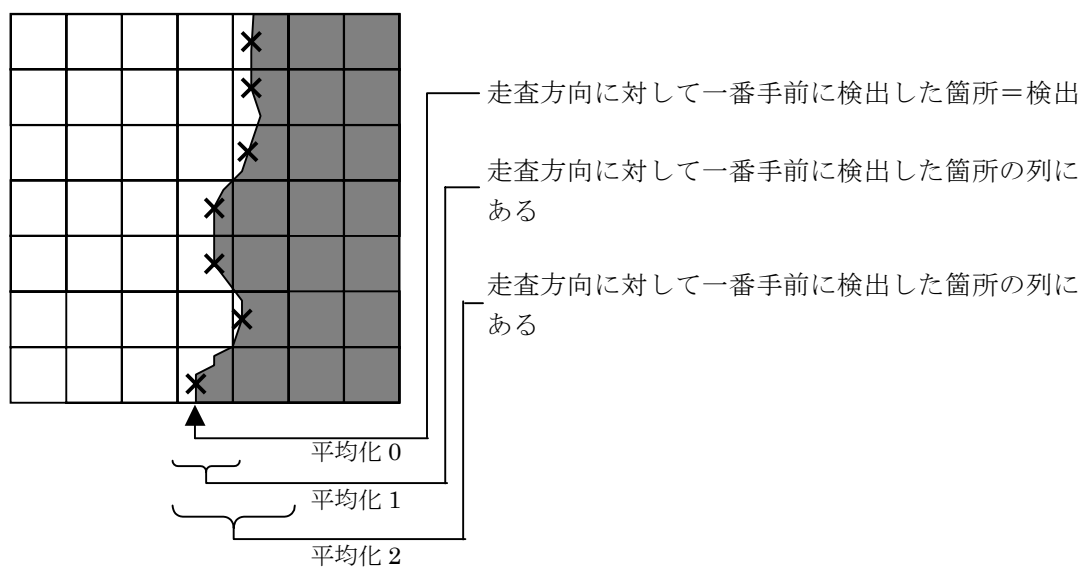 走査方向に対して一番手前に検出した箇所＝検出
走査方向に対して一番手前に検出した箇所の列に
ある
走査方向に対して一番手前に検出した箇所の列に
ある
平均化 0
平均化 1
平均化 2